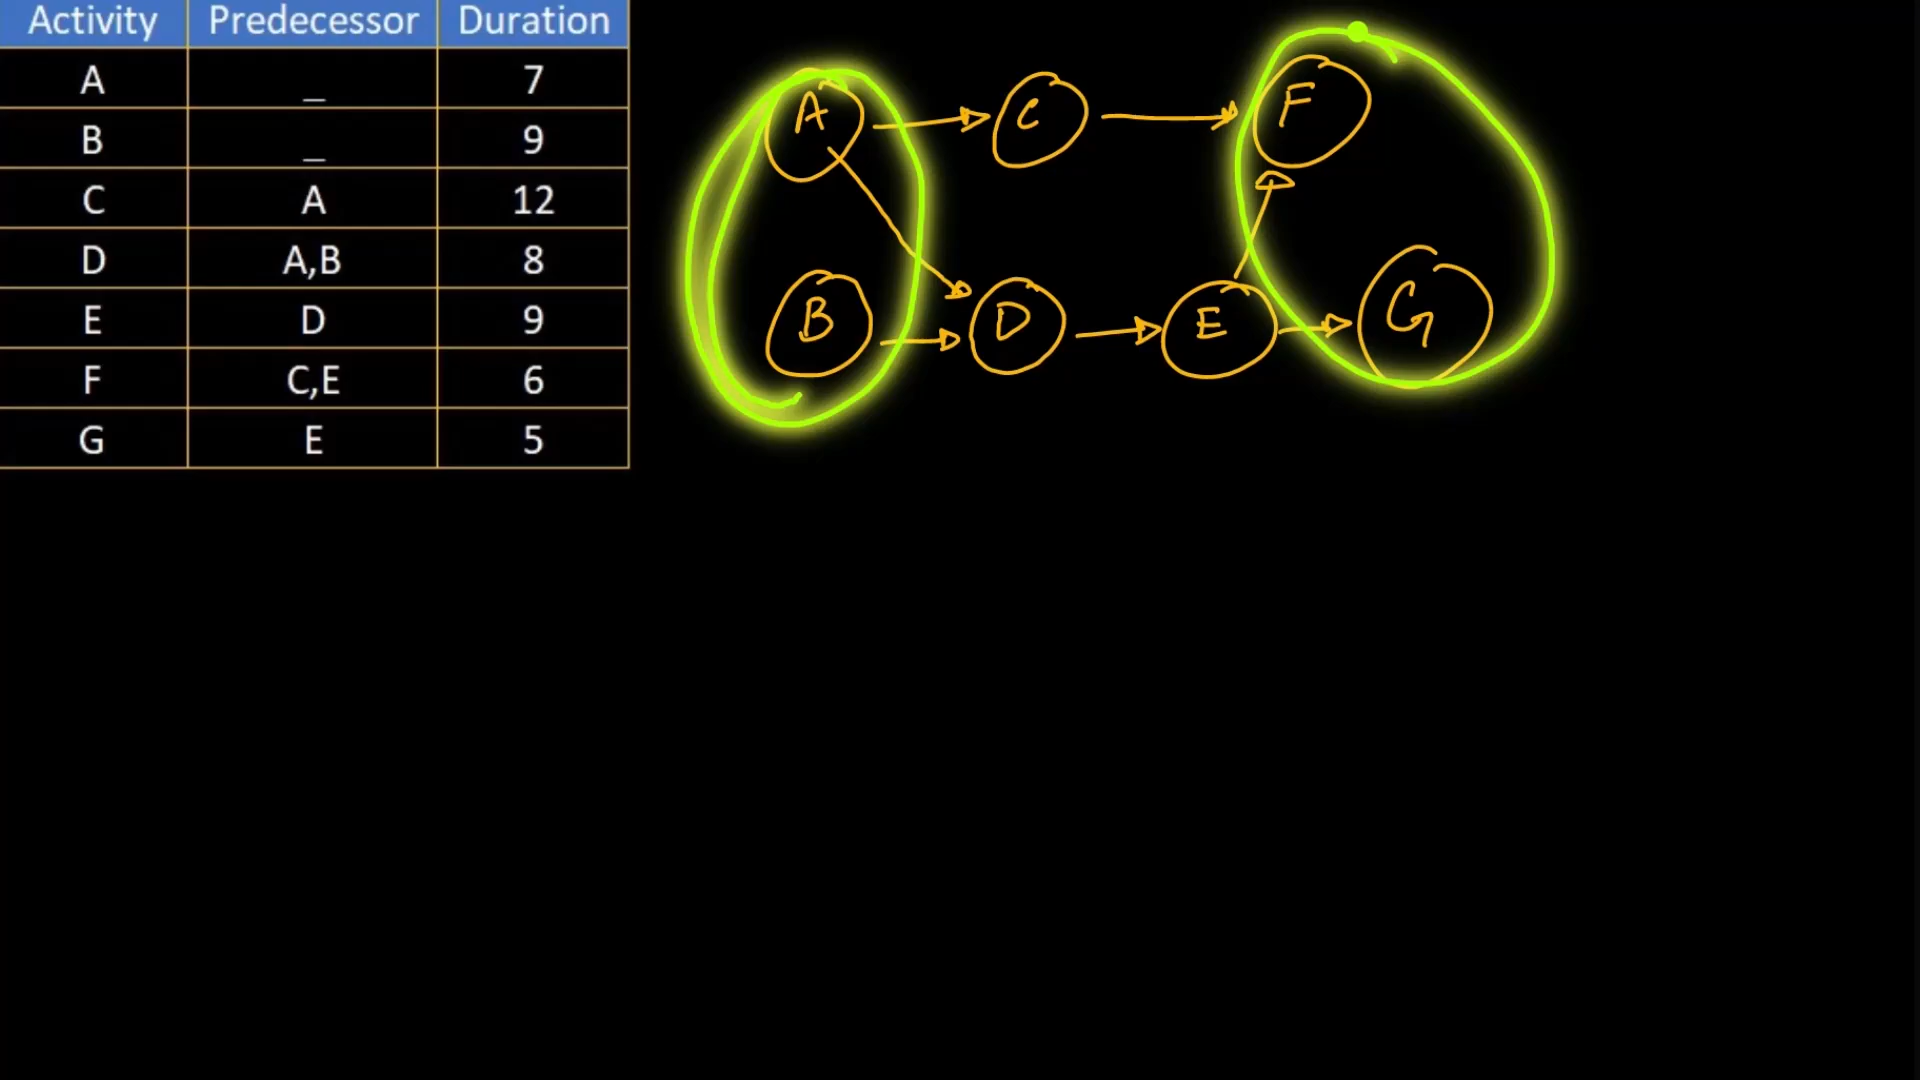 Activity Predecessor Duration
A _ 7
B _ 9
C A 12
D A,B 8
E D 9
F C,E 6
G E 5
A C F
B D E G